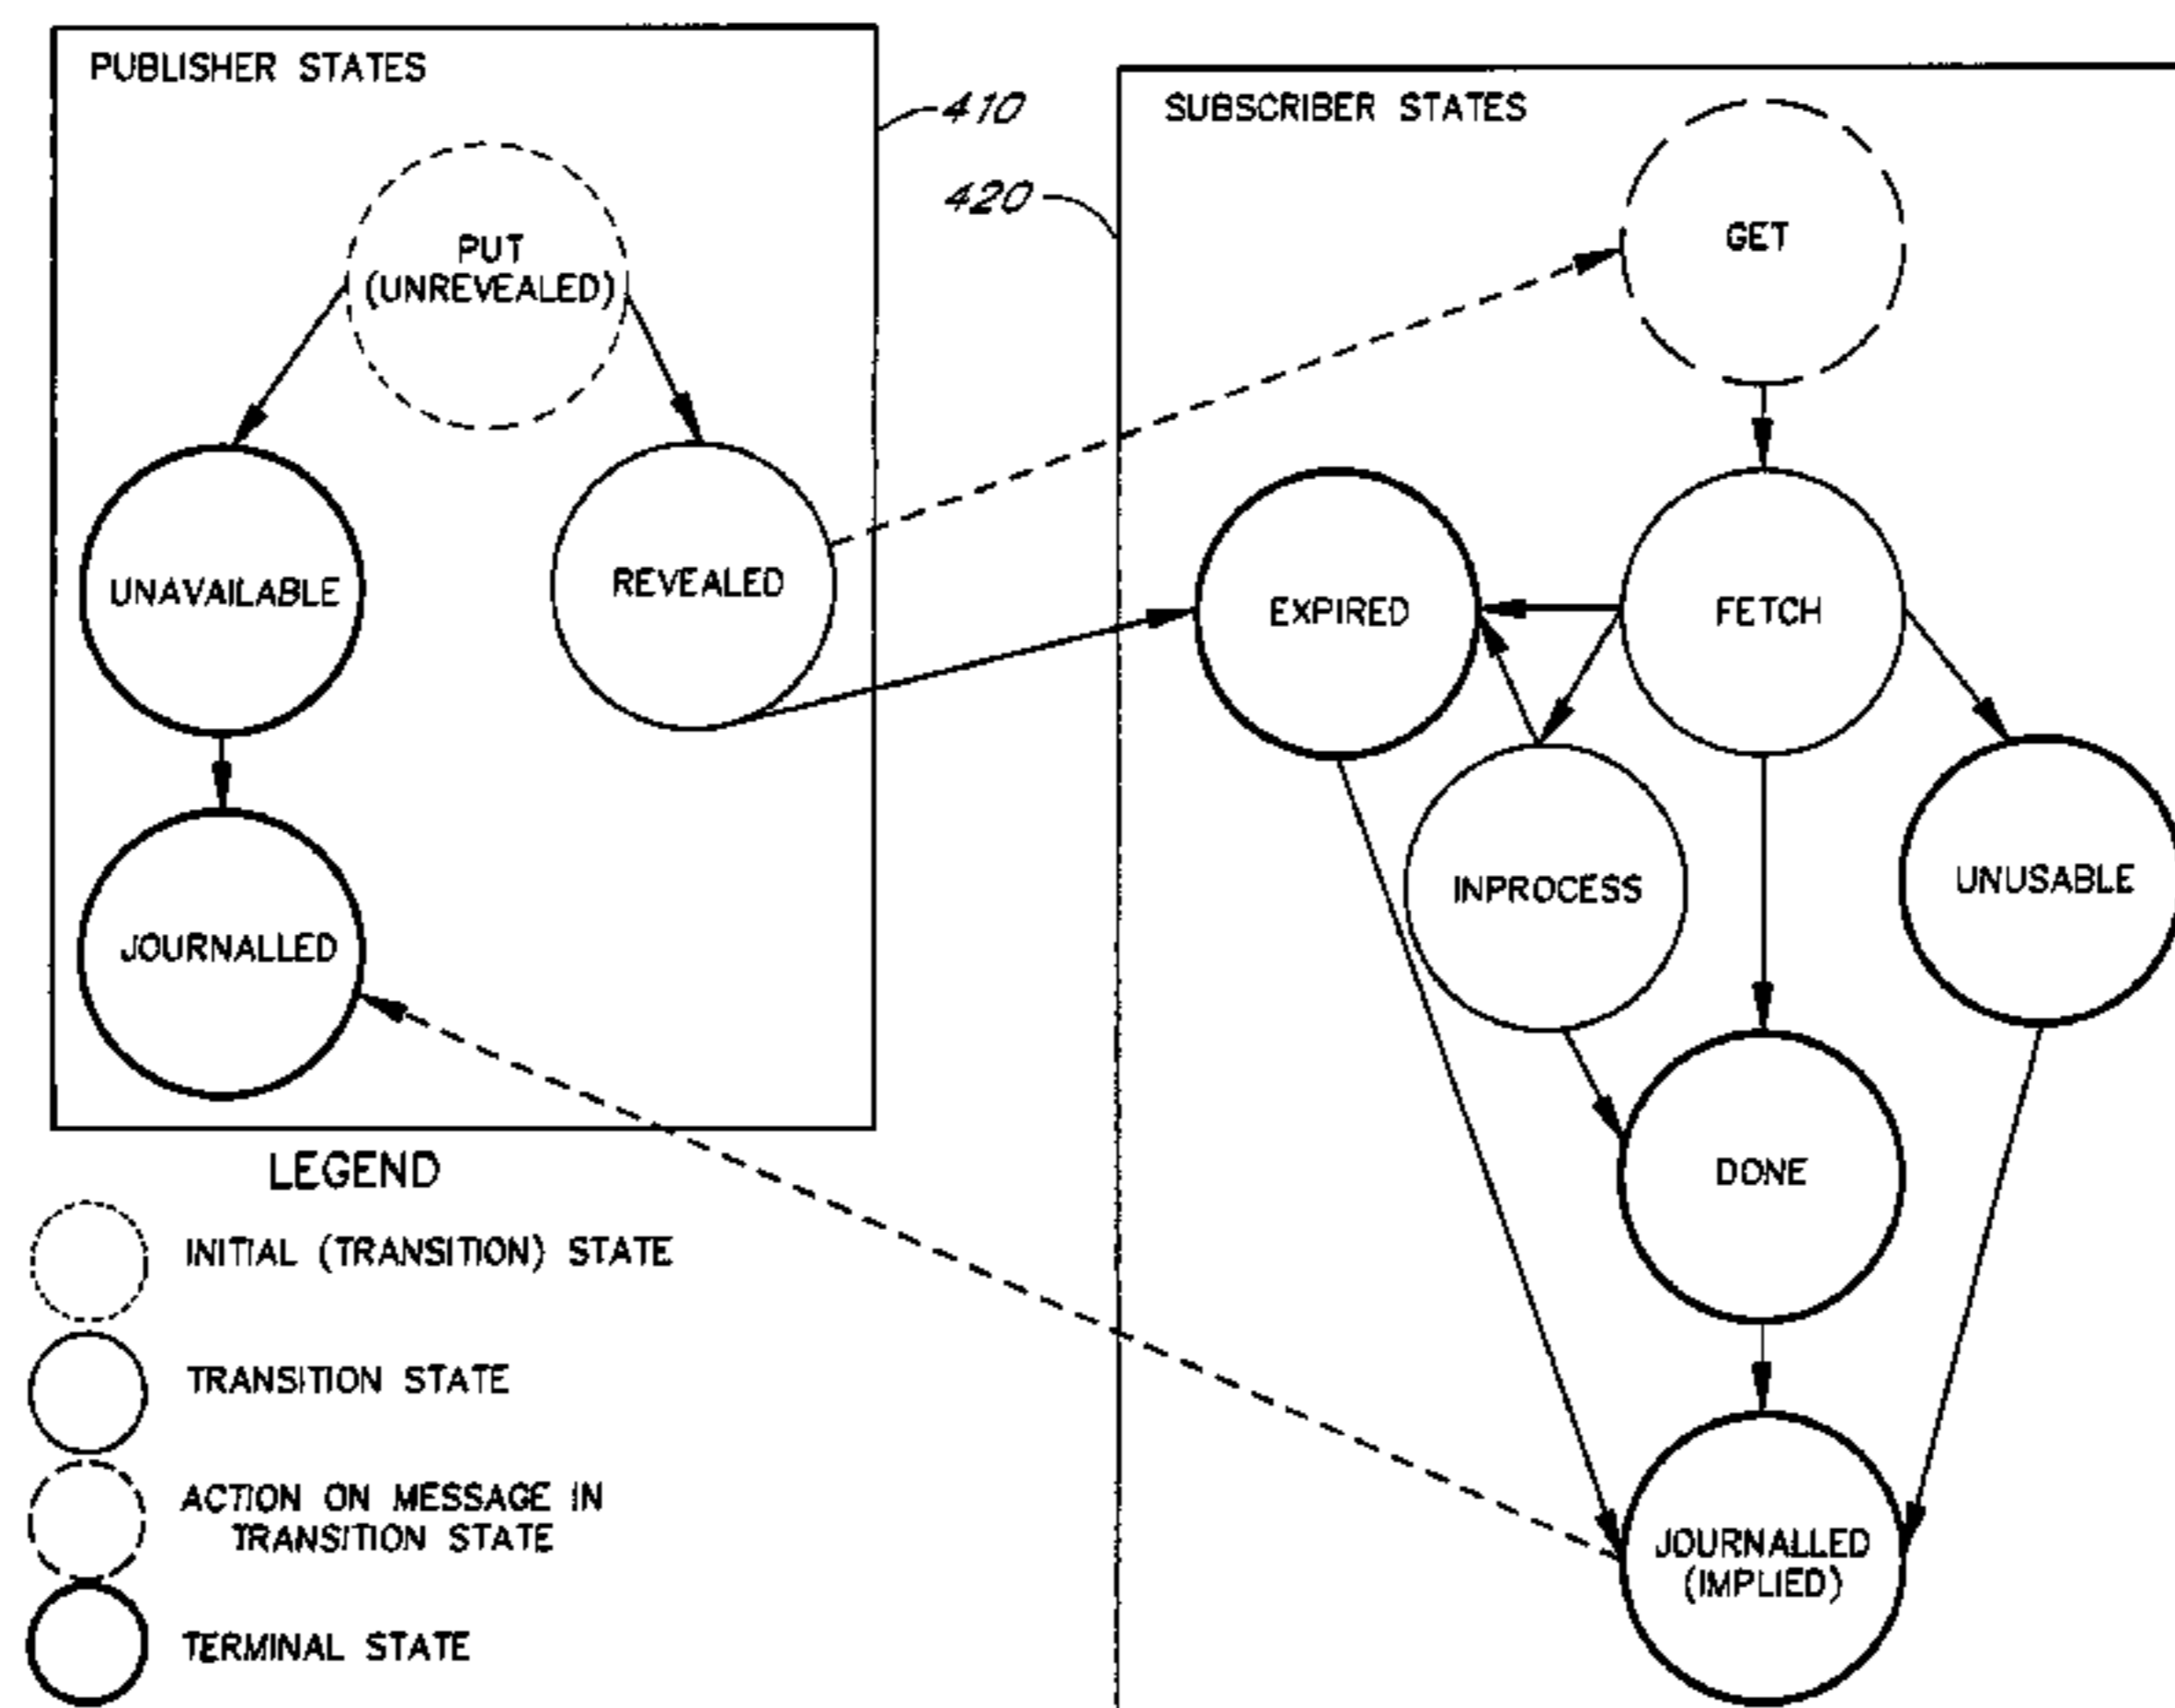 PUBLISHER STATES
410
SUBSCRIBER STATES
420
PUT
(UNREVEALED)
GET
UNAVAILABLE
REVEALED
EXPIRED
FETCH
JOURNALLED
INPROCESS
UNUSABLE
DONE
JOURNALLED
(IMPLIED)
LEGEND
INITIAL (TRANSITION) STATE
TRANSITION STATE
ACTION ON MESSAGE IN
TRANSITION STATE
TERMINAL STATE